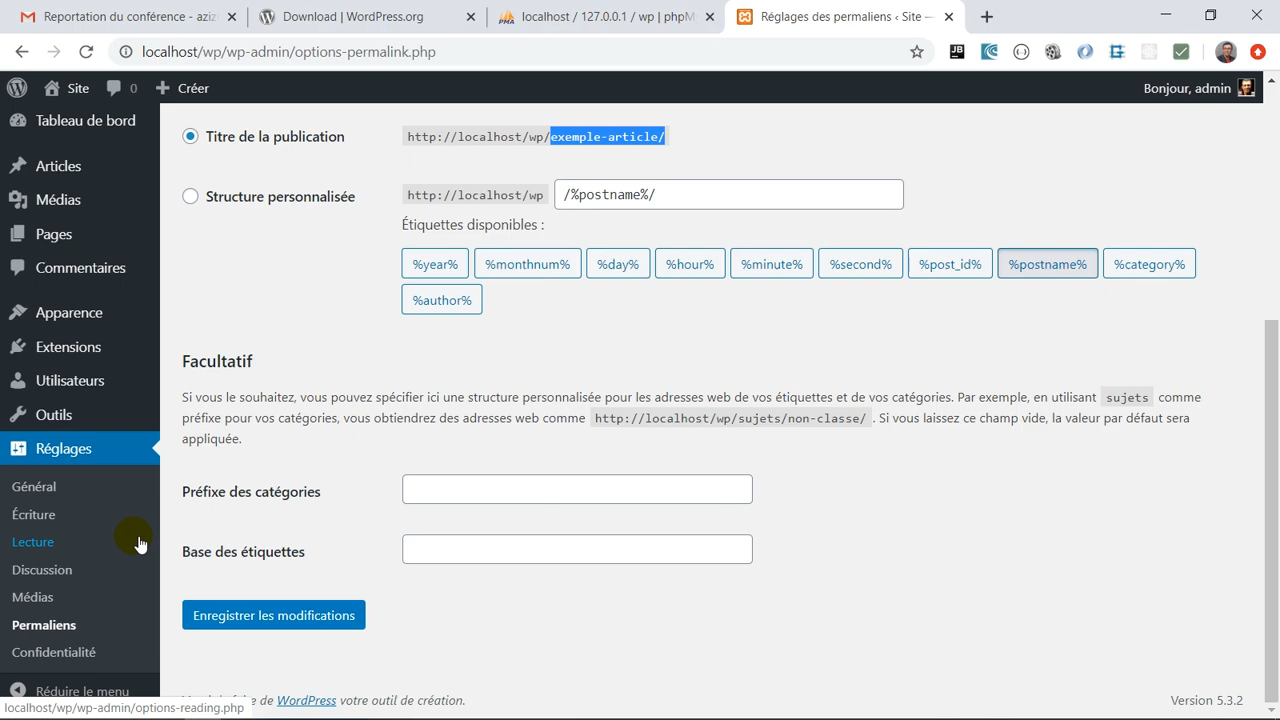 Reportation du conférence - aziz
Download | WordPress.org
localhost / 127.0.0.1 / wp | phpM
Réglages des permaliens ‹ Site —
localhost/wp/wp-admin/options-permalink.php
JB
Site
0
Créer
Bonjour, admin
Tableau de bord
Articles
Médias
Pages
Commentaires
Apparence
Extensions
Utilisateurs
Outils
Réglages
Général
Écriture
Lecture
Discussion
Médias
Permaliens
Confidentialité
Réduire le menu
localhost/wp/wp-admin/options-reading.php
Titre de la publication
http://localhost/wp/exemple-article/
Structure personnalisée
http://localhost/wp
/%postname%/
Étiquettes disponibles :
%year%
%monthnum%
%day%
%hour%
%minute%
%second%
%post_id%
%postname%
%category%
%author%
Facultatif
Si vous le souhaitez, vous pouvez spécifier ici une structure personnalisée pour les adresses web de vos étiquettes et de vos catégories. Par exemple, en utilisant sujets comme
préfixe pour vos catégories, vous obtiendrez des adresses web comme http://localhost/wp/sujets/non-classe/ . Si vous laissez ce champ vide, la valeur par défaut sera
appliquée.
Préfixe des catégories
Base des étiquettes
Enregistrer les modifications
de WordPress votre outil de création.
Version 5.3.2